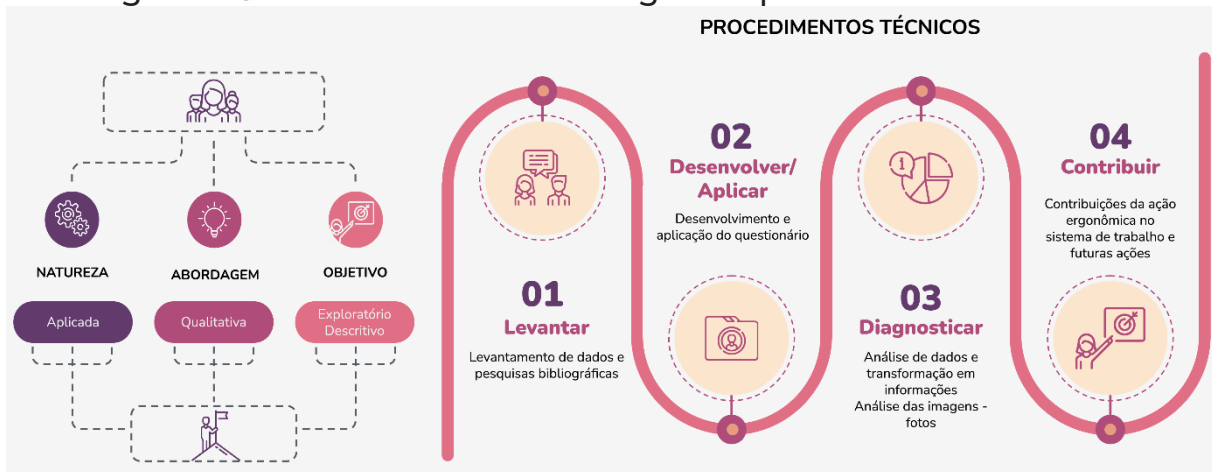 PROCEDIMENTOS TÉCNICOS
NATUREZA
Aplicada
ABORDAGEM
Qualitativa
OBJETIVO
Exploratório
Descritivo
01
Levantar
Levantamento de dados e
pesquisas bibliográficas
02
Desenvolver/
Aplicar
Desenvolvimento e
aplicação do questionário
03
Diagnosticar
Análise de dados e
transformação em
informações
Análise das imagens -
fotos
04
Contribuir
Contribuições da ação
ergonômica no
sistema de trabalho e
futuras ações